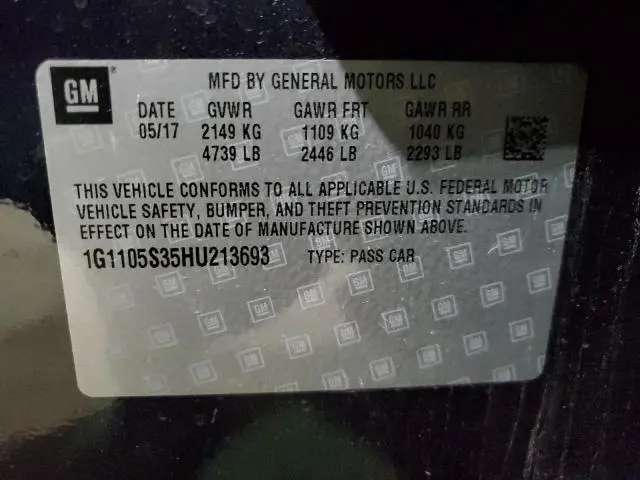 GM ® MFD BY GENERAL MOTORS LLC
DATE GVWR GAWR FRT GAWR RR
05/17 2149 KG 1109 KG 1040 KG
4739 LB 2446 LB 2293 LB
THIS VEHICLE CONFORMS TO ALL APPLICABLE U.S. FEDERAL MOTOR
VEHICLE SAFETY, BUMPER, AND THEFT PREVENTION STANDARDS IN
EFFECT ON THE DATE OF MANUFACTURE SHOWN ABOVE.
1G1105S35HU213693 TYPE: PASS CAR